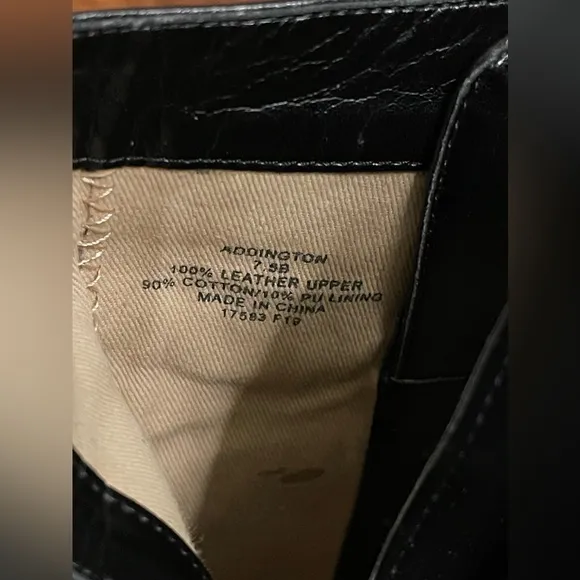 ADDINGTON
7.5B
100% LEATHER UPPER
90% COTTON/10% PU LINING
MADE IN CHINA
17583 F19